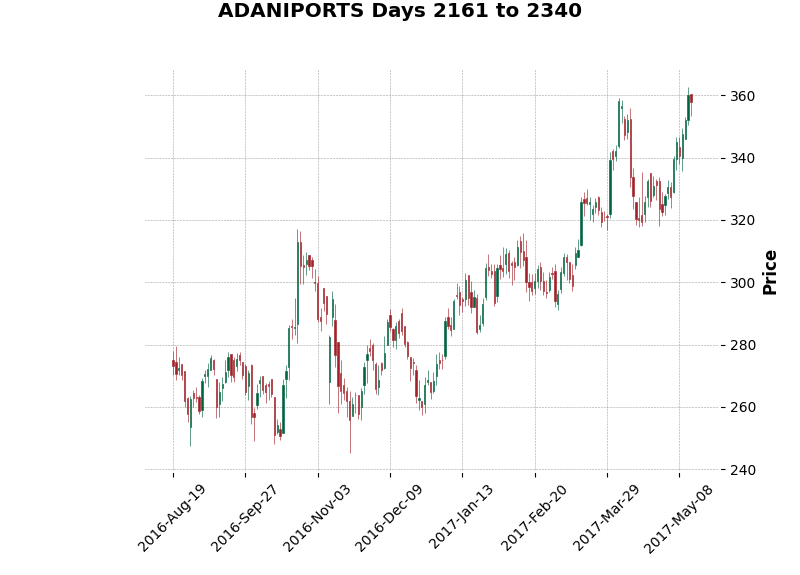 ADANIPORTS Days 2161 to 2340
360
340
320
300
280
260
240
Price
2016-Aug-19
2016-Sep-27
2016-Nov-03
2016-Dec-09
2017-Jan-13
2017-Feb-20
2017-Mar-29
2017-May-08